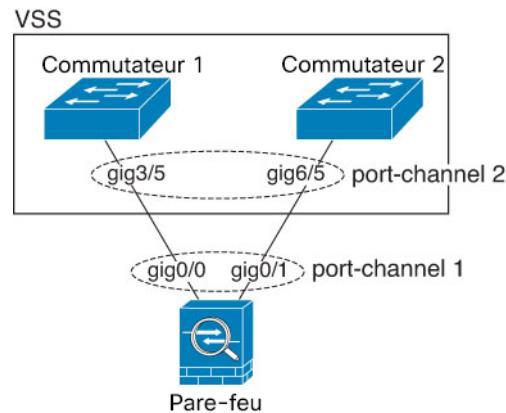 VSS
Commutateur 1
Commutateur 2
gig3/5
gig6/5
port-channel 2
gig0/0
gig0/1
port-channel 1
Pare-feu